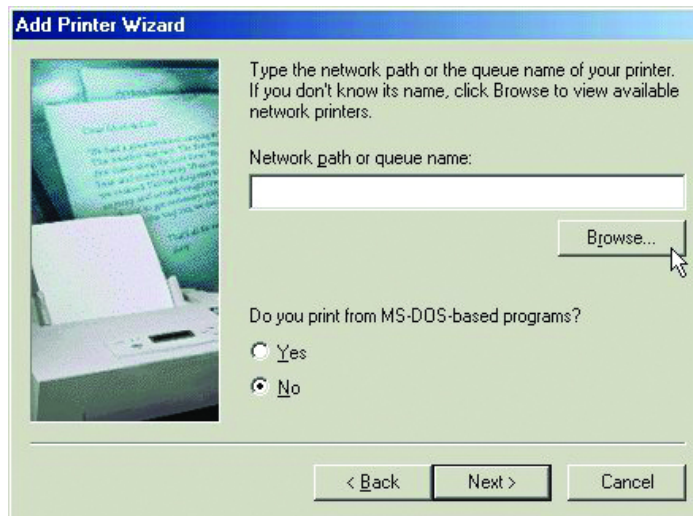 Add Printer Wizard
Type the network path or the queue name of your printer.
If you don't know its name, click Browse to view available
network printers.
Network path or queue name:
Browse...
Do you print from MS-DOS-based programs?
Yes
No
< Back
Next >
Cancel